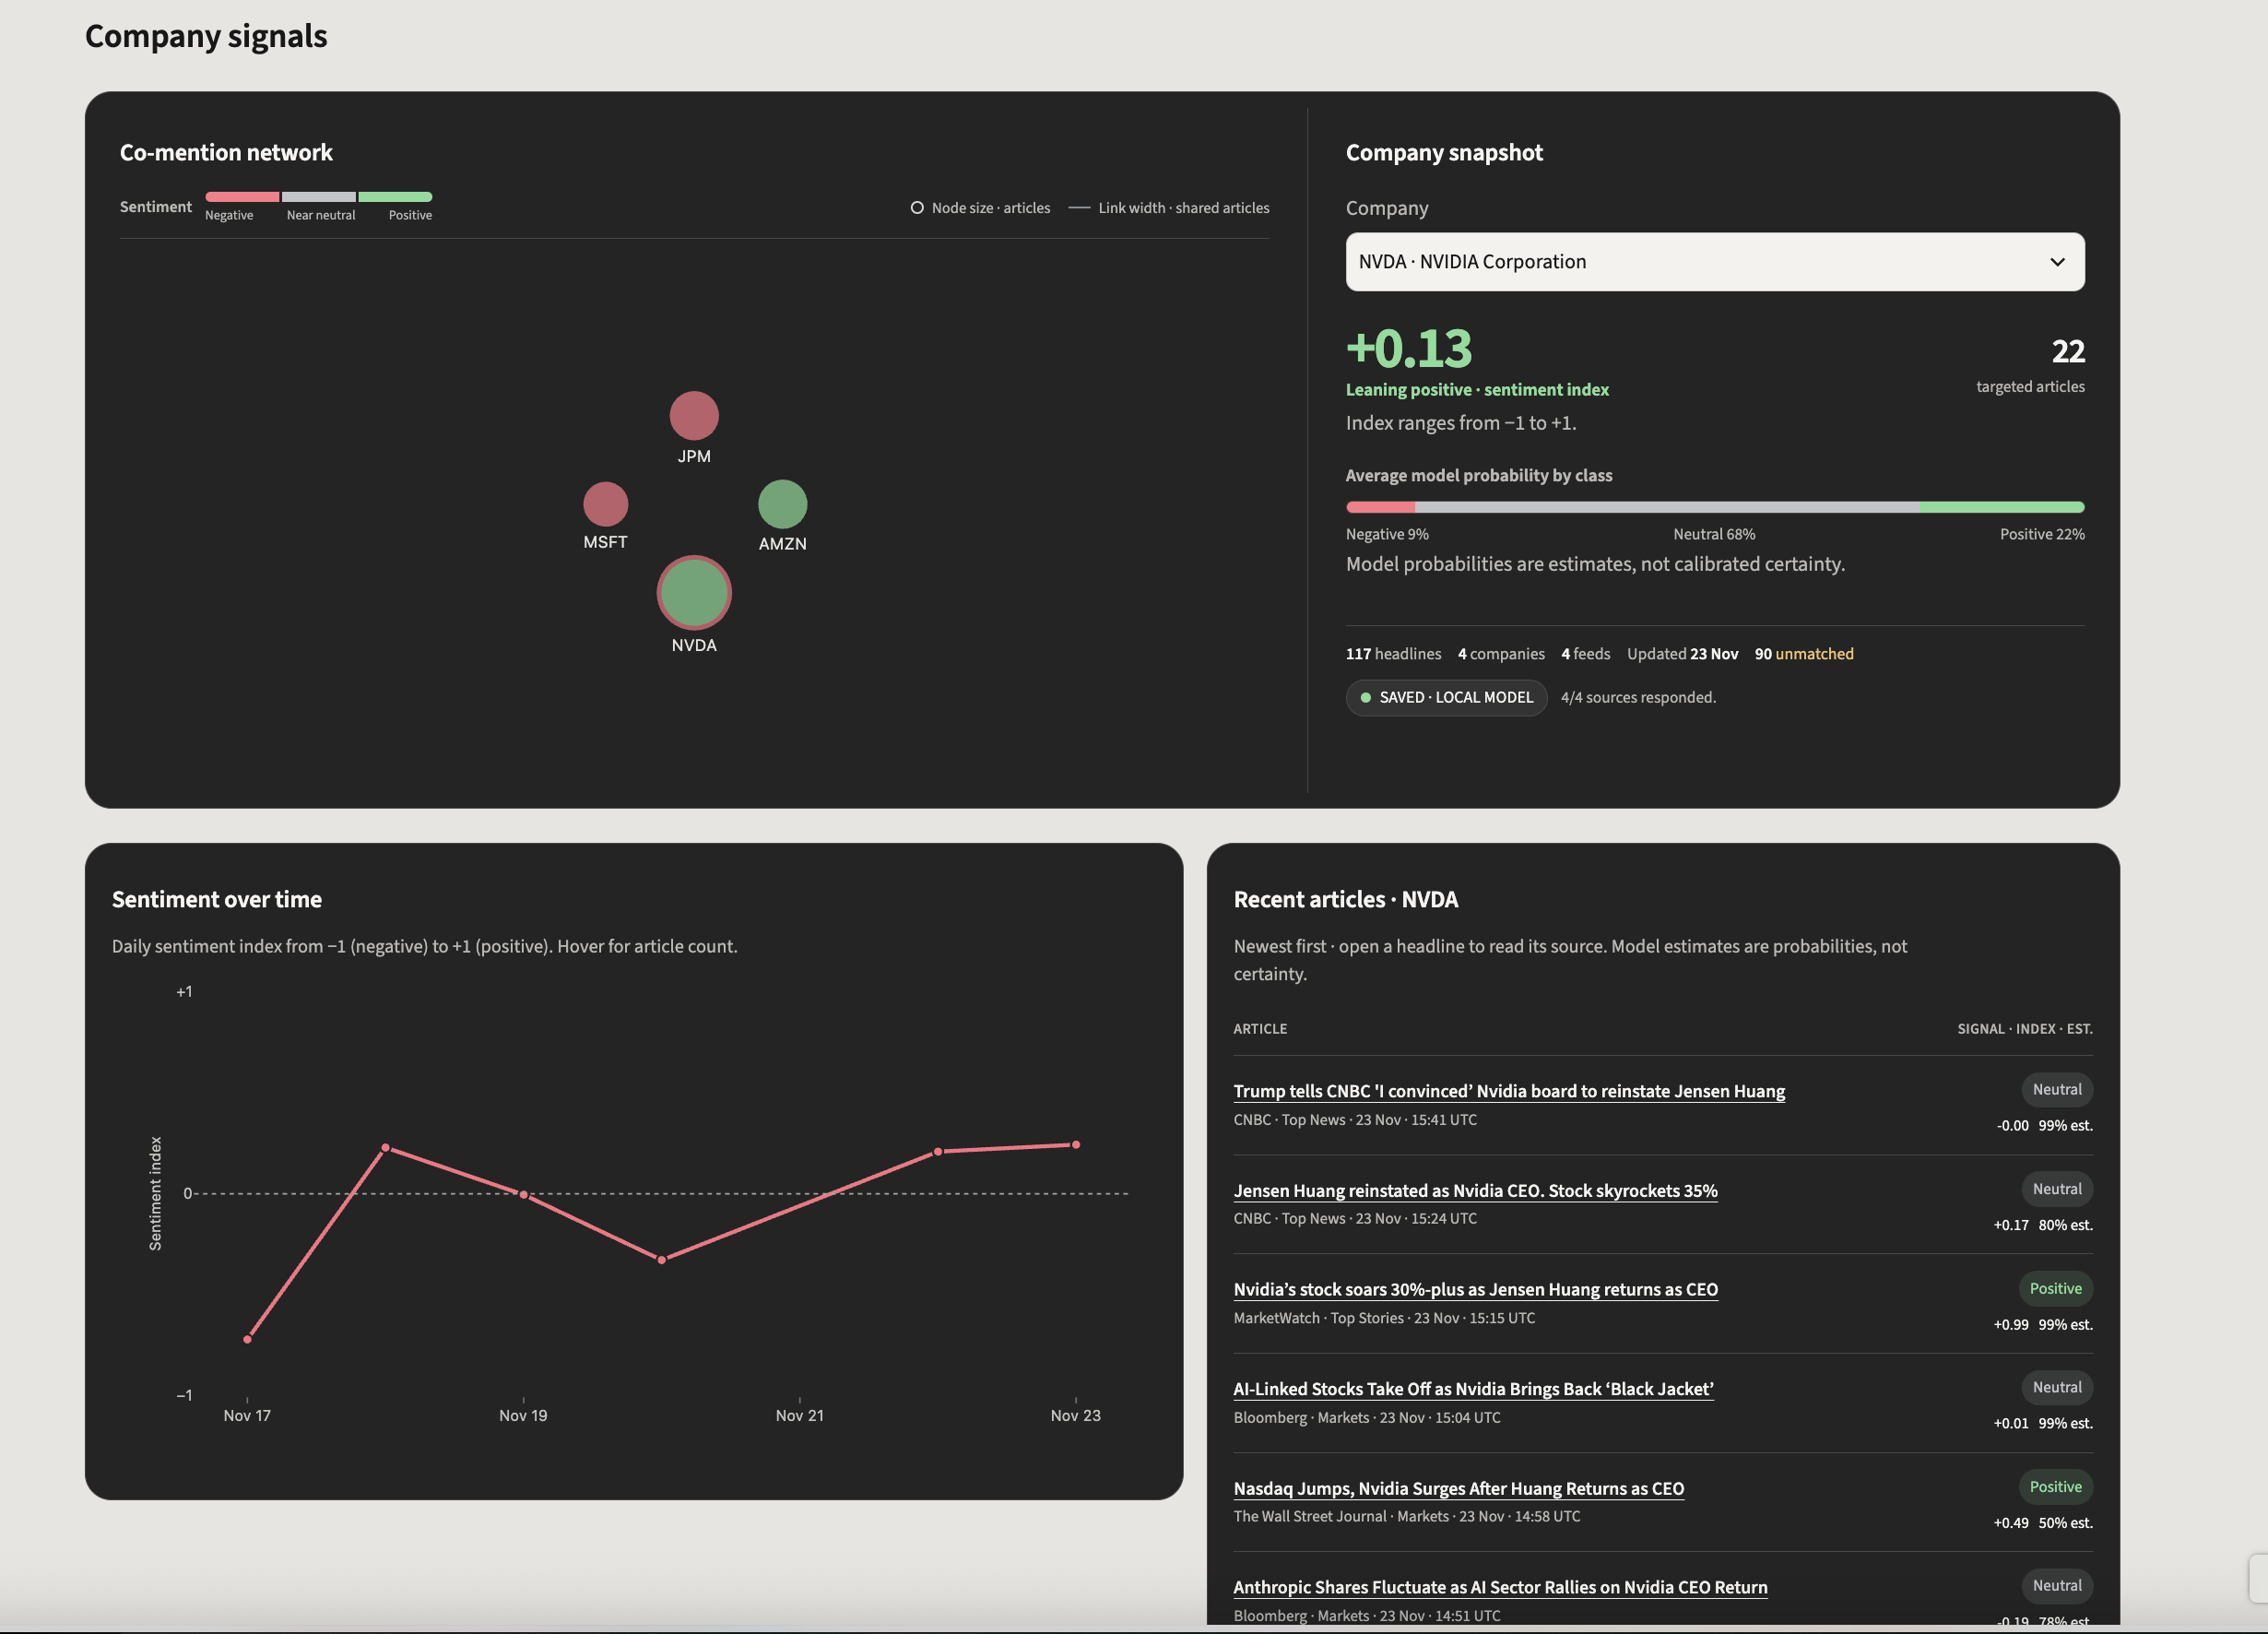 Company signals
Co-mention network
Sentiment
Negative
Near neutral
Positive
Node size · articles
Link width · shared articles
JPM
MSFT
AMZN
NVDA
Company snapshot
Company
NVDA · NVIDIA Corporation
+0.13
Leaning positive · sentiment index
Index ranges from −1 to +1.
22
targeted articles
Average model probability by class
Negative 9%
Neutral 68%
Positive 22%
Model probabilities are estimates, not calibrated certainty.
117 headlines 4 companies 4 feeds Updated 23 Nov 90 unmatched
SAVED · LOCAL MODEL
4/4 sources responded.
Sentiment over time
Daily sentiment index from −1 (negative) to +1 (positive). Hover for article count.
+1
Sentiment index
0
−1
Nov 17
Nov 19
Nov 21
Nov 23
Recent articles · NVDA
Newest first · open a headline to read its source. Model estimates are probabilities, not
certainty.
ARTICLE
SIGNAL · INDEX · EST.
Trump tells CNBC 'I convinced’ Nvidia board to reinstate Jensen Huang
Neutral
CNBC · Top News · 23 Nov · 15:41 UTC
-0.00 99% est.
Jensen Huang reinstated as Nvidia CEO. Stock skyrockets 35%
Neutral
CNBC · Top News · 23 Nov · 15:24 UTC
+0.17 80% est.
Nvidia’s stock soars 30%-plus as Jensen Huang returns as CEO
Positive
MarketWatch · Top Stories · 23 Nov · 15:15 UTC
+0.99 99% est.
AI-Linked Stocks Take Off as Nvidia Brings Back ‘Black Jacket’
Neutral
Bloomberg · Markets · 23 Nov · 15:04 UTC
+0.01 99% est.
Nasdaq Jumps, Nvidia Surges After Huang Returns as CEO
Positive
The Wall Street Journal · Markets · 23 Nov · 14:58 UTC
+0.49 50% est.
Anthropic Shares Fluctuate as AI Sector Rallies on Nvidia CEO Return
Neutral
Bloomberg · Markets · 23 Nov · 14:51 UTC
-0.19 78% est.